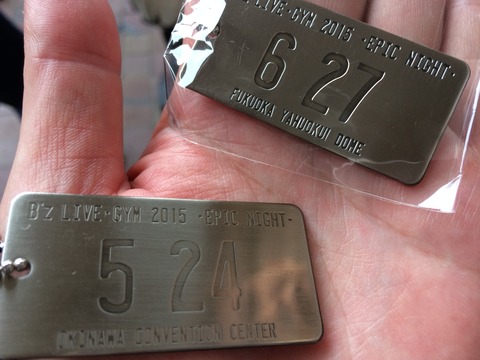 Z LIVE-GYM 2015 -EPIC NIGHT-
6 27
FUKUOKA YAHUOKU! DOME
B'z LIVE-GYM 2015 -EPIC NIGHT-
5 24
OKINAWA CONVENTION CENTER